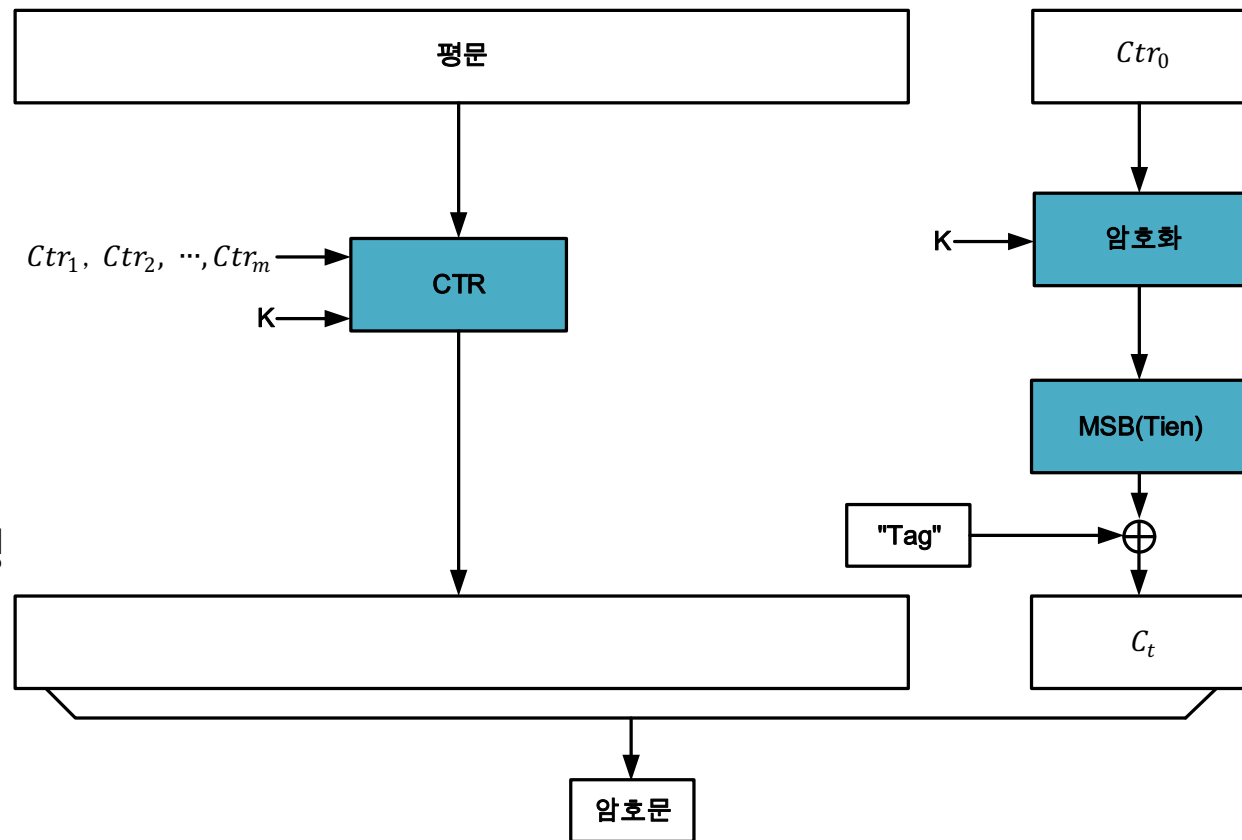 평문
Ctr₀
Ctr₁, Ctr₂, ⋯, Ctrₘ
K
CTR
K
암호화
MSB(Tien)
"Tag"
Cₜ
암호문